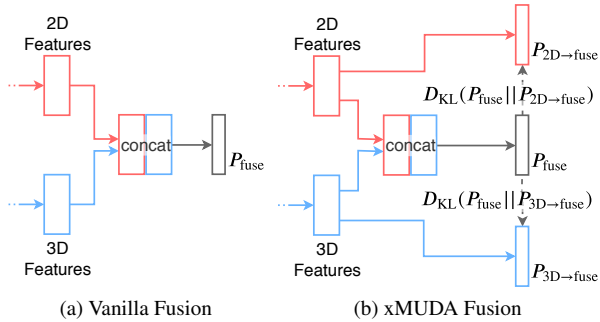 2D
Features
concat
P_fuse
3D
Features
(a) Vanilla Fusion
2D
Features
P_2D→fuse
D_KL(P_fuse||P_2D→fuse)
concat
P_fuse
D_KL(P_fuse||P_3D→fuse)
3D
Features
P_3D→fuse
(b) xMUDA Fusion